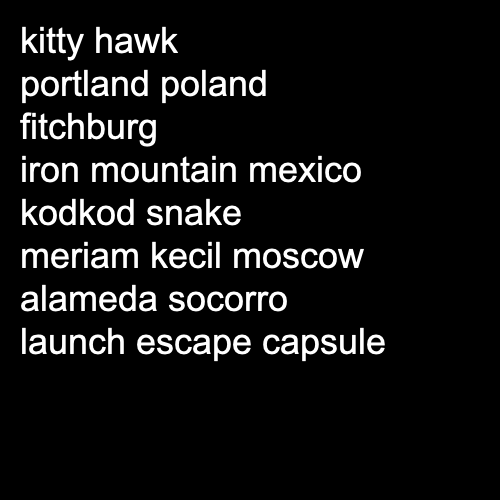 kitty hawk
portland poland
fitchburg
iron mountain mexico
kodkod snake
meriam kecil moscow
alameda socorro
launch escape capsule